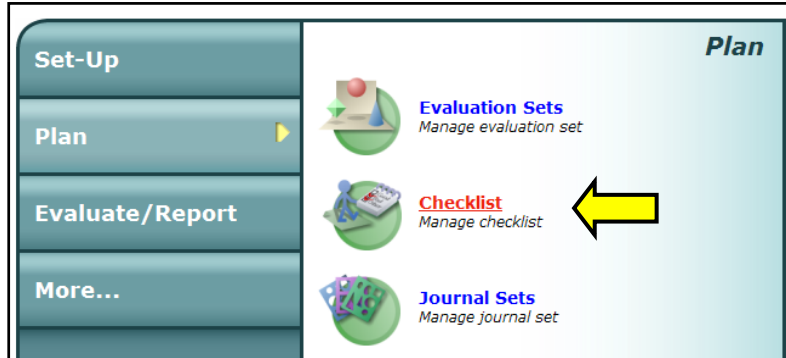 Set-Up
Plan
Evaluate/Report
More...
Plan
Evaluation Sets
Manage evaluation set
Checklist
Manage checklist
Journal Sets
Manage journal set